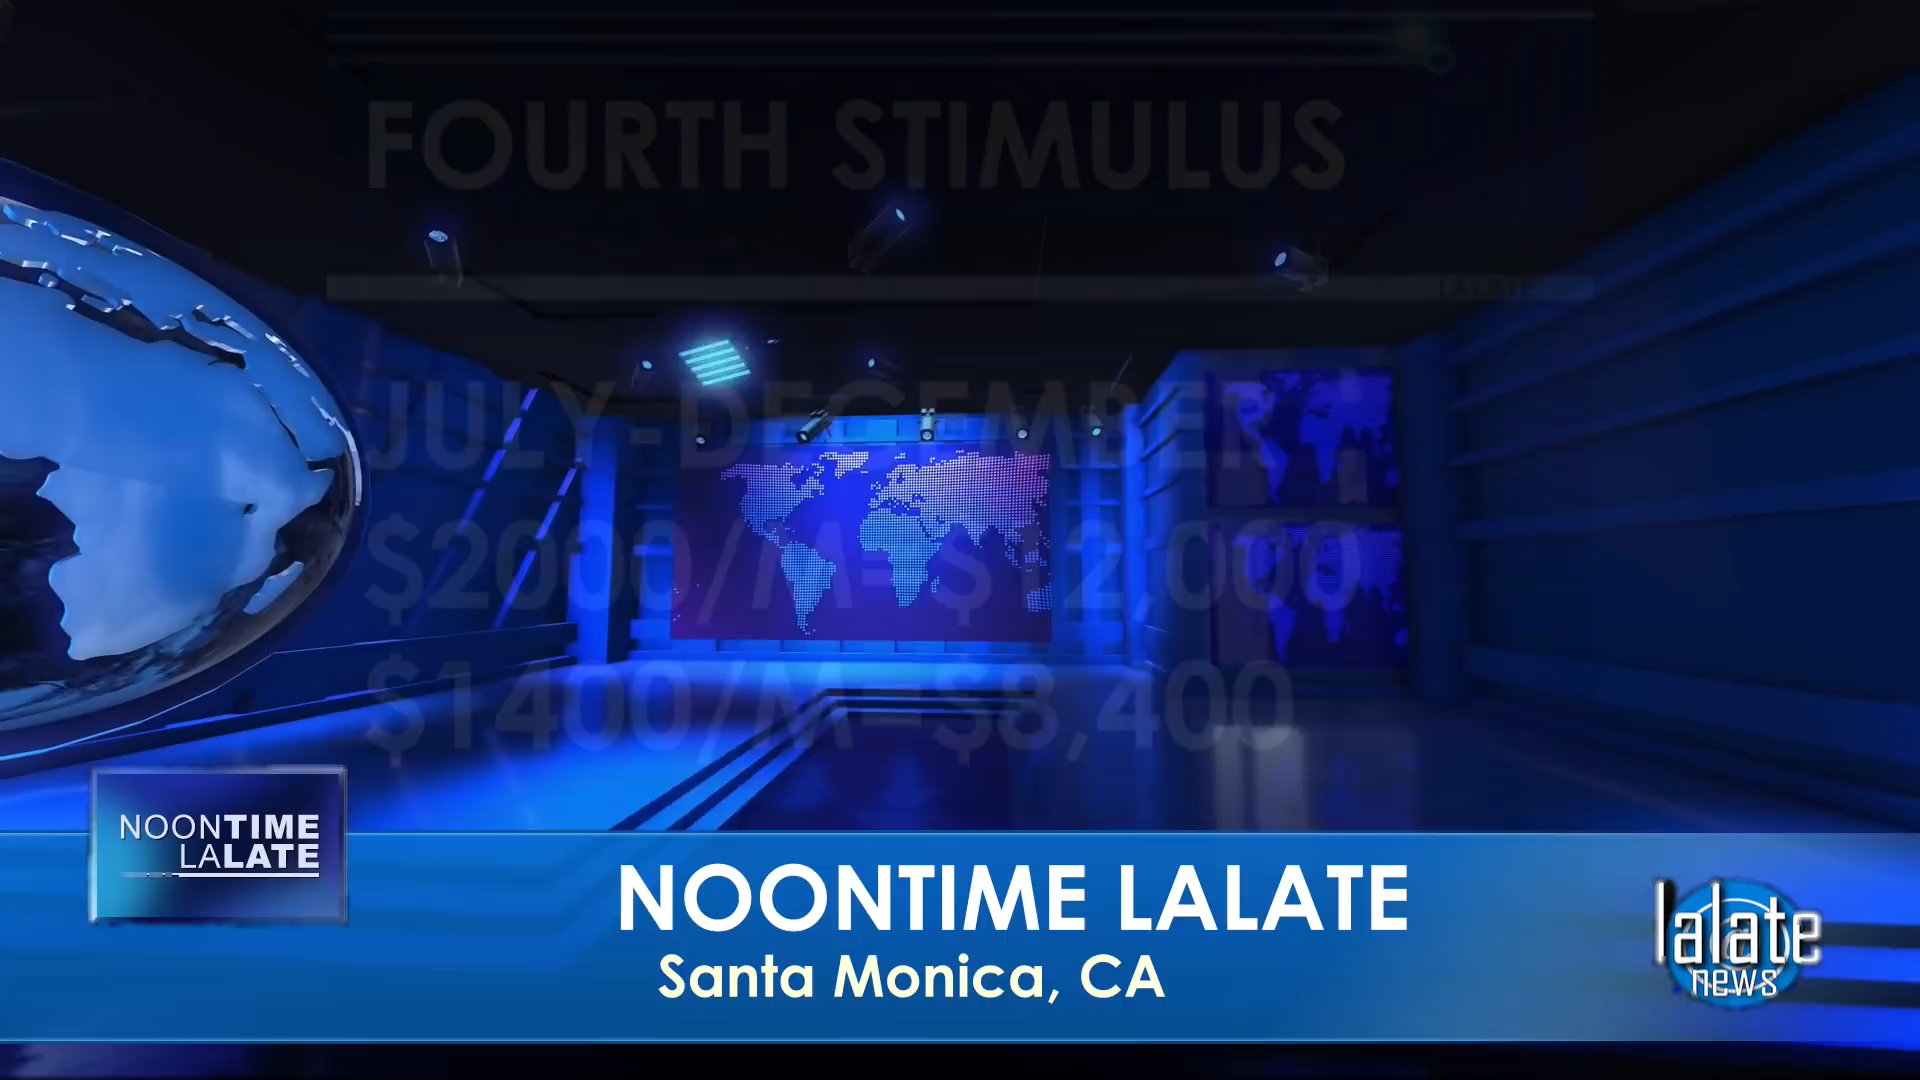 FOURTH STIMULUS
LALATE
JULY-DECEMBER
$2000/M=$12,000
$1400/M=$8,400
NOONTIME
LALATE
NOONTIME LALATE
Santa Monica, CA
lalate
news